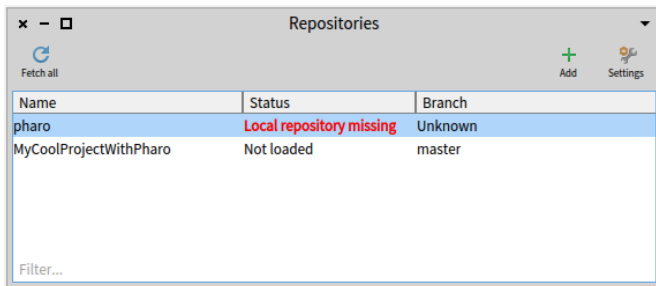 Repositories
Fetch all Add Settings
Name Status Branch
pharo Local repository missing Unknown
MyCoolProjectWithPharo Not loaded master
Filter...